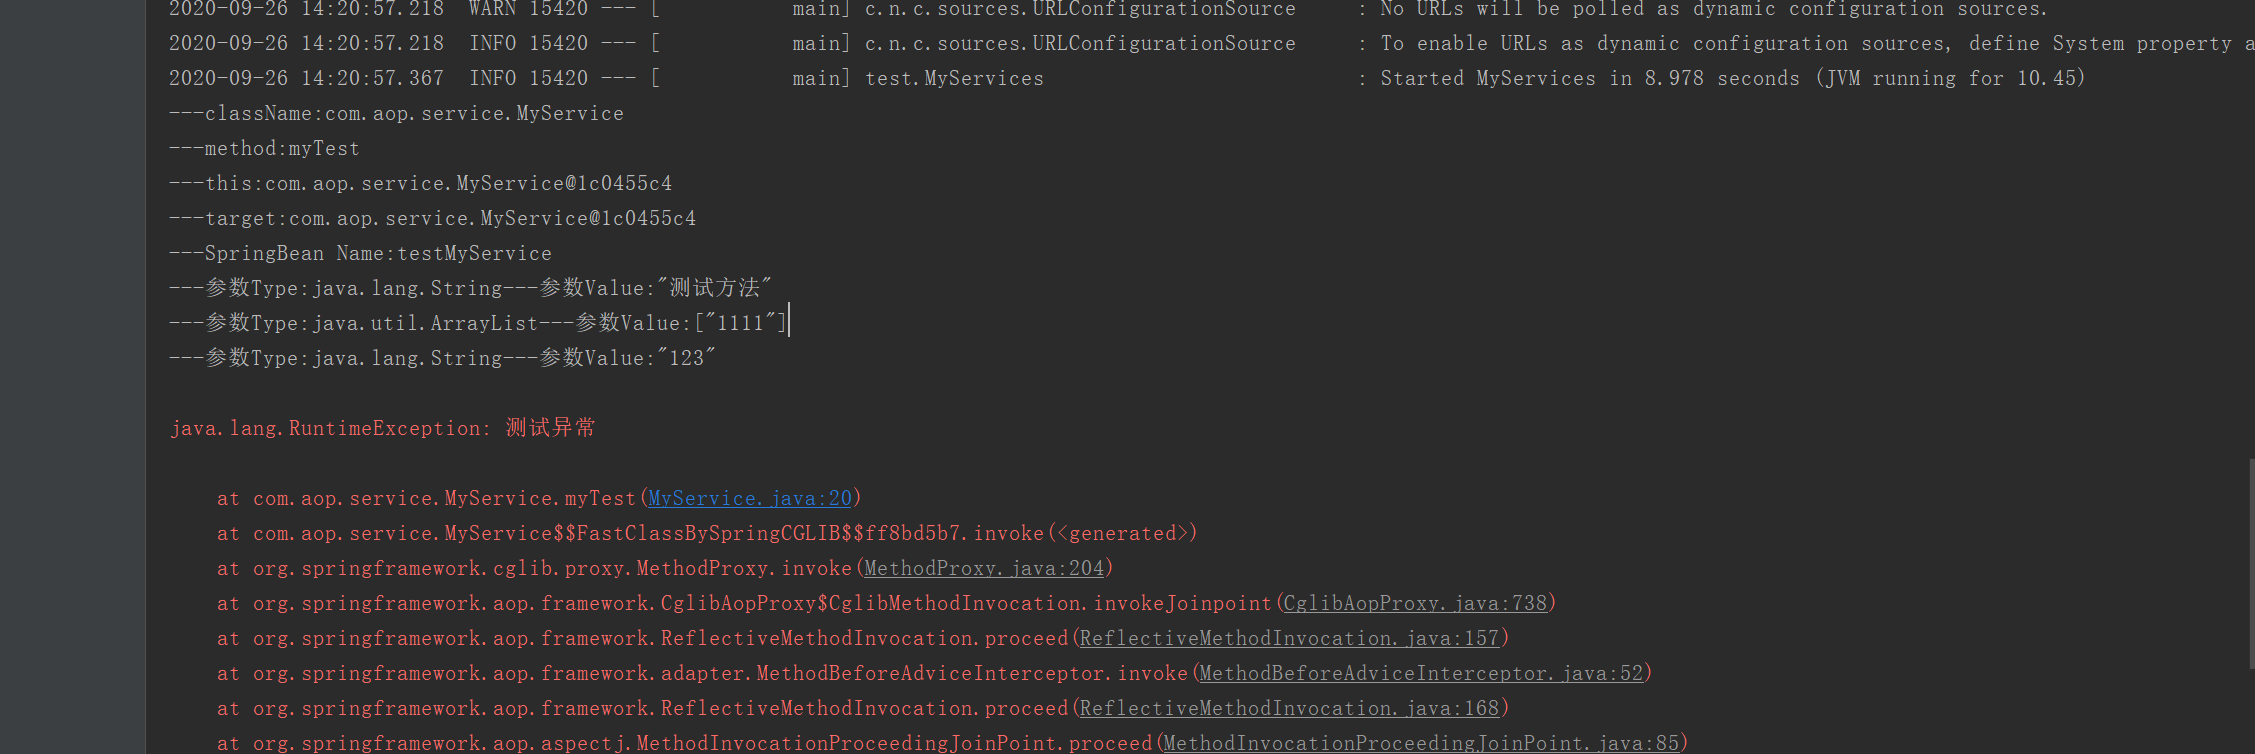 2020-09-26 14:20:57.218  WARN 15420 --- [           main] c.n.c.sources.URLConfigurationSource     : No URLs will be polled as dynamic configuration sources.
2020-09-26 14:20:57.218  INFO 15420 --- [           main] c.n.c.sources.URLConfigurationSource     : To enable URLs as dynamic configuration sources, define System property a
2020-09-26 14:20:57.367  INFO 15420 --- [           main] test.MyServices                          : Started MyServices in 8.978 seconds (JVM running for 10.45)
---className:com.aop.service.MyService
---method:myTest
---this:com.aop.service.MyService@1c0455c4
---target:com.aop.service.MyService@1c0455c4
---SpringBean Name:testMyService
---参数Type:java.lang.String---参数Value:"测试方法"
---参数Type:java.util.ArrayList---参数Value:["1111"]
---参数Type:java.lang.String---参数Value:"123"
java.lang.RuntimeException: 测试异常
    at com.aop.service.MyService.myTest(MyService.java:20)
    at com.aop.service.MyService$$FastClassBySpringCGLIB$$ff8bd5b7.invoke(<generated>)
    at org.springframework.cglib.proxy.MethodProxy.invoke(MethodProxy.java:204)
    at org.springframework.aop.framework.CglibAopProxy$CglibMethodInvocation.invokeJoinpoint(CglibAopProxy.java:738)
    at org.springframework.aop.framework.ReflectiveMethodInvocation.proceed(ReflectiveMethodInvocation.java:157)
    at org.springframework.aop.framework.adapter.MethodBeforeAdviceInterceptor.invoke(MethodBeforeAdviceInterceptor.java:52)
    at org.springframework.aop.framework.ReflectiveMethodInvocation.proceed(ReflectiveMethodInvocation.java:168)
    at org.springframework.aop.aspectj.MethodInvocationProceedingJoinPoint.proceed(MethodInvocationProceedingJoinPoint.java:85)